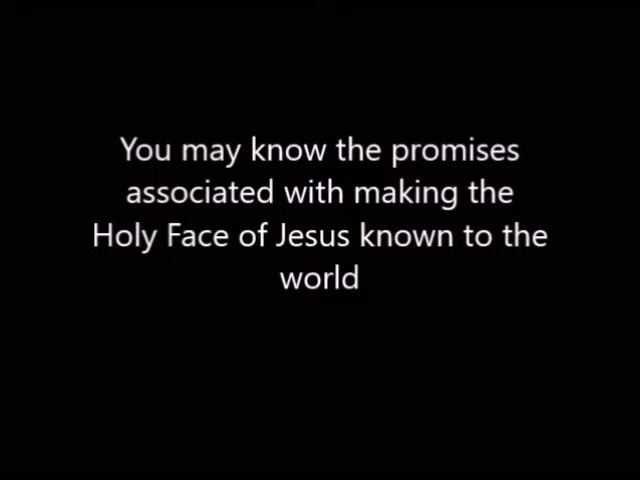 You may know the promises
associated with making the
Holy Face of Jesus known to the
world